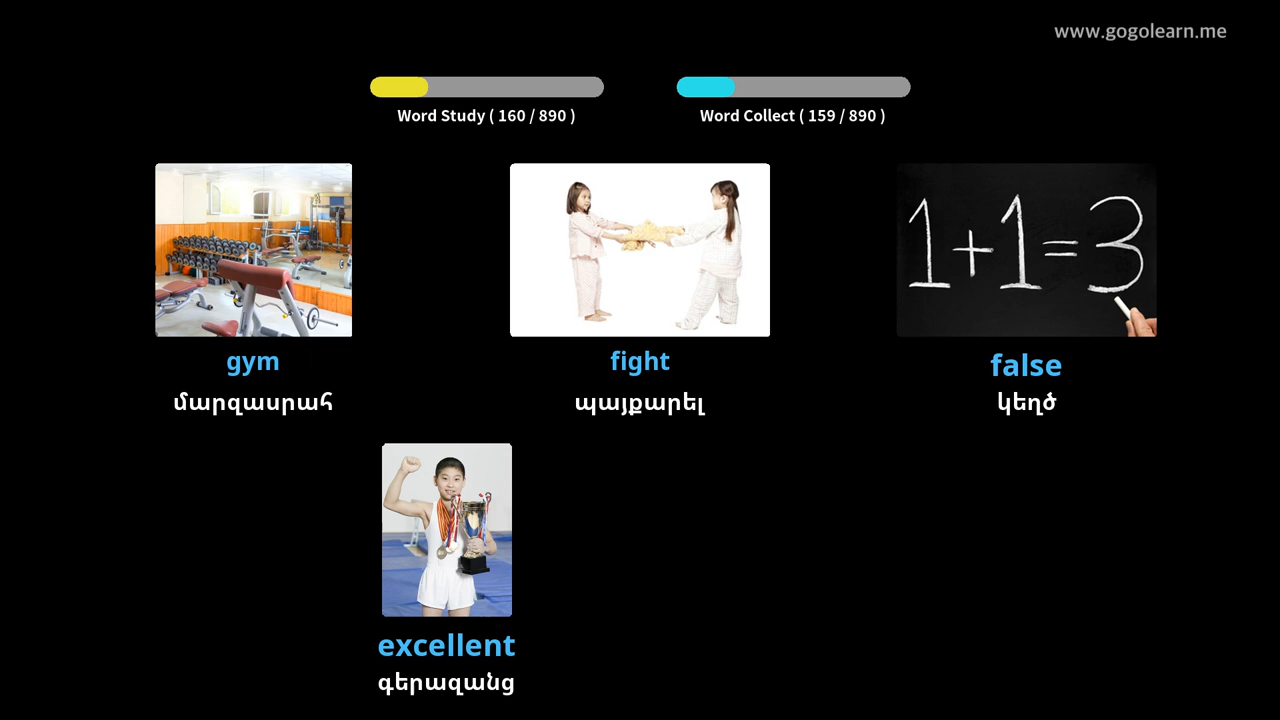 www.gogolearn.me
Word Study ( 160 / 890 )
Word Collect ( 159 / 890 )
1+1=3
gym
fight
false
մարզասրահ
պայքարել
կեղծ
excellent
գերազանց